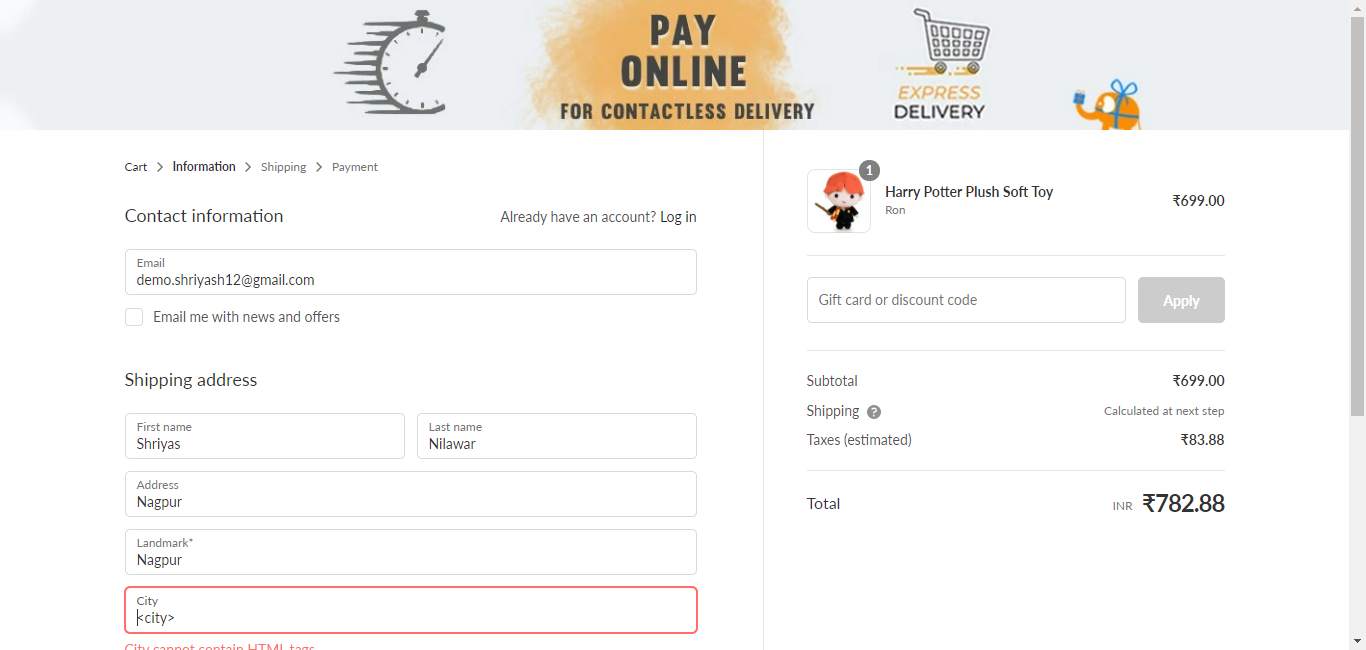 PAY
ONLINE
FOR CONTACTLESS DELIVERY
EXPRESS
DELIVERY
Cart > Information > Shipping > Payment
Contact information
Already have an account? Log in
Email
demo.shriyash12@gmail.com
Email me with news and offers
Shipping address
First name
Shriyas
Last name
Nilawar
Address
Nagpur
Landmark*
Nagpur
City
<city>
City cannot contain HTML tags
1
Harry Potter Plush Soft Toy
Ron
₹699.00
Gift card or discount code
Apply
Subtotal ₹699.00
Shipping ? Calculated at next step
Taxes (estimated) ₹83.88
Total INR ₹782.88